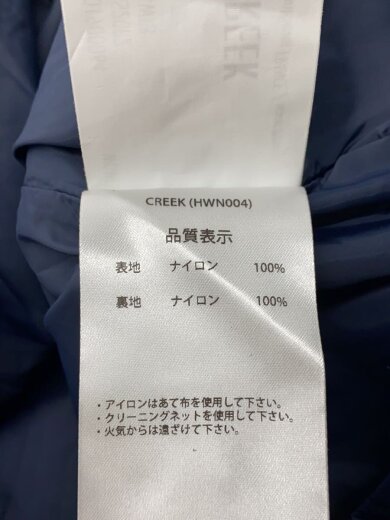 CREEK (HWN004)
品質表示
表地 ナイロン 100%
裏地 ナイロン 100%
・アイロンはあて布を使用して下さい。
・クリーニングネットを使用して下さい。
・火気からは遠ざけて下さい。